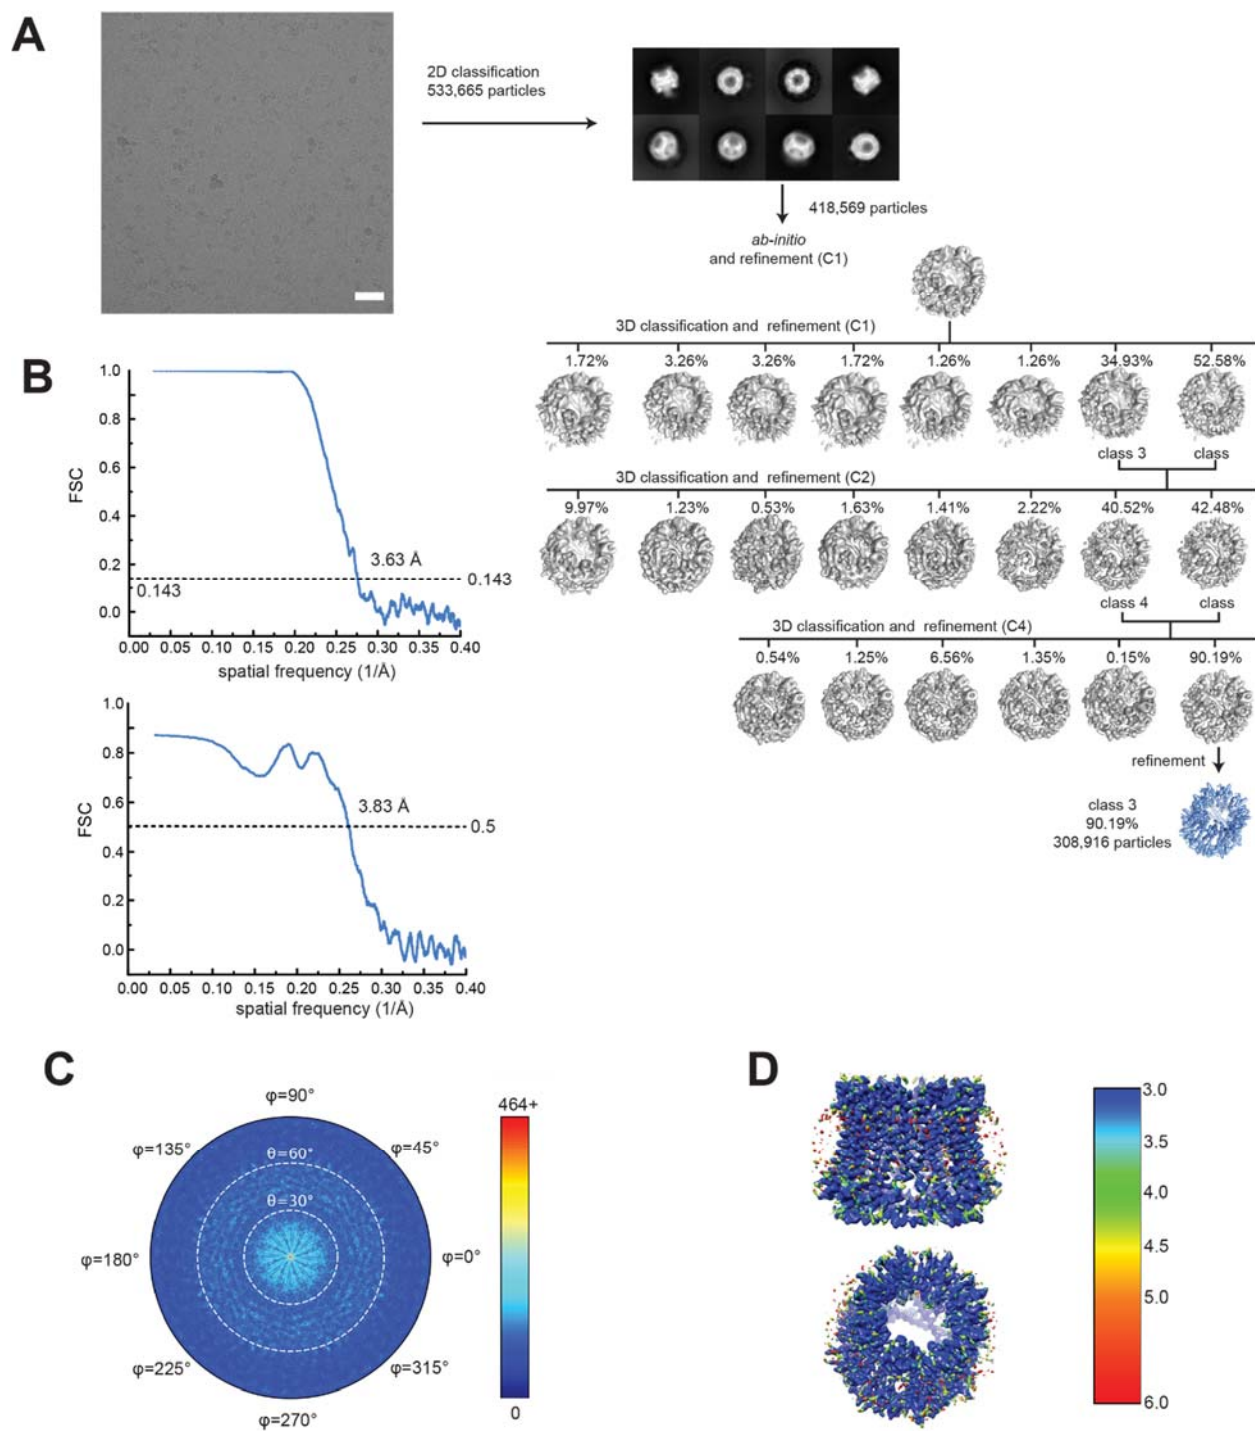 A
2D classification
533,665 particles
418,569 particles
ab-initio
and refinement (C1)
3D classification and refinement (C1)
1.72% 3.26% 3.26% 1.72% 1.26% 1.26% 34.93% 52.58%
class 3 class
3D classification and refinement (C2)
9.97% 1.23% 0.53% 1.63% 1.41% 2.22% 40.52% 42.48%
class 4 class
3D classification and refinement (C4)
0.54% 1.25% 6.56% 1.35% 0.15% 90.19%
refinement
class 3
90.19%
308,916 particles
B
FSC
1.0
0.8
0.6
0.4
0.2
0.0
3.63 Å
0.143
0.143
0.00 0.05 0.10 0.15 0.20 0.25 0.30 0.35 0.40
spatial frequency (1/Å)
FSC
1.0
0.8
0.6
0.4
0.2
0.0
3.83 Å
0.5
0.00 0.05 0.10 0.15 0.20 0.25 0.30 0.35 0.40
spatial frequency (1/Å)
C
φ=90°
φ=135° φ=45°
θ=60°
θ=30°
φ=180° φ=0°
φ=225° φ=315°
φ=270°
464+
0
D
3.0
3.5
4.0
4.5
5.0
6.0